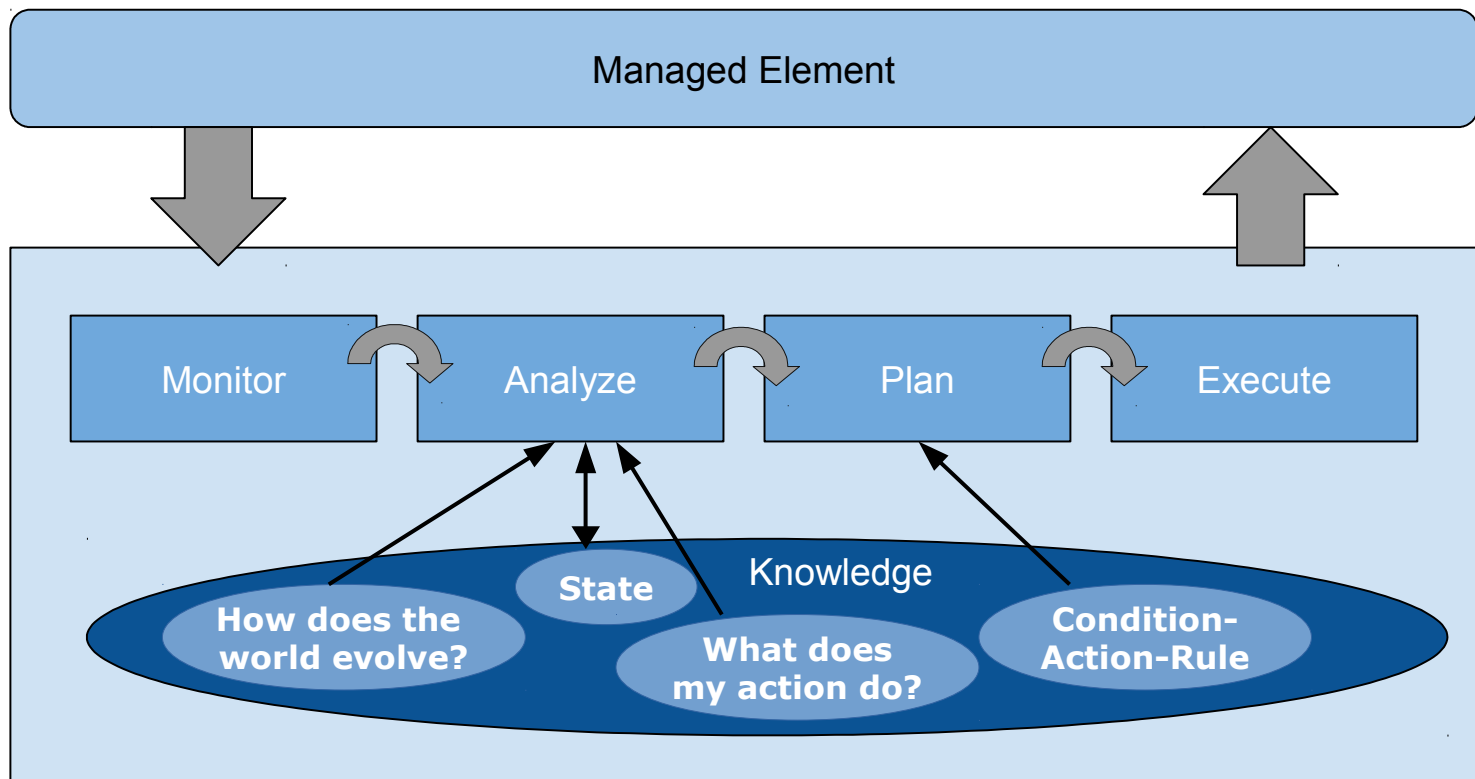 Managed Element
Monitor
Analyze
Plan
Execute
Knowledge
State
How does the
world evolve?
What does
my action do?
Condition-
Action-Rule